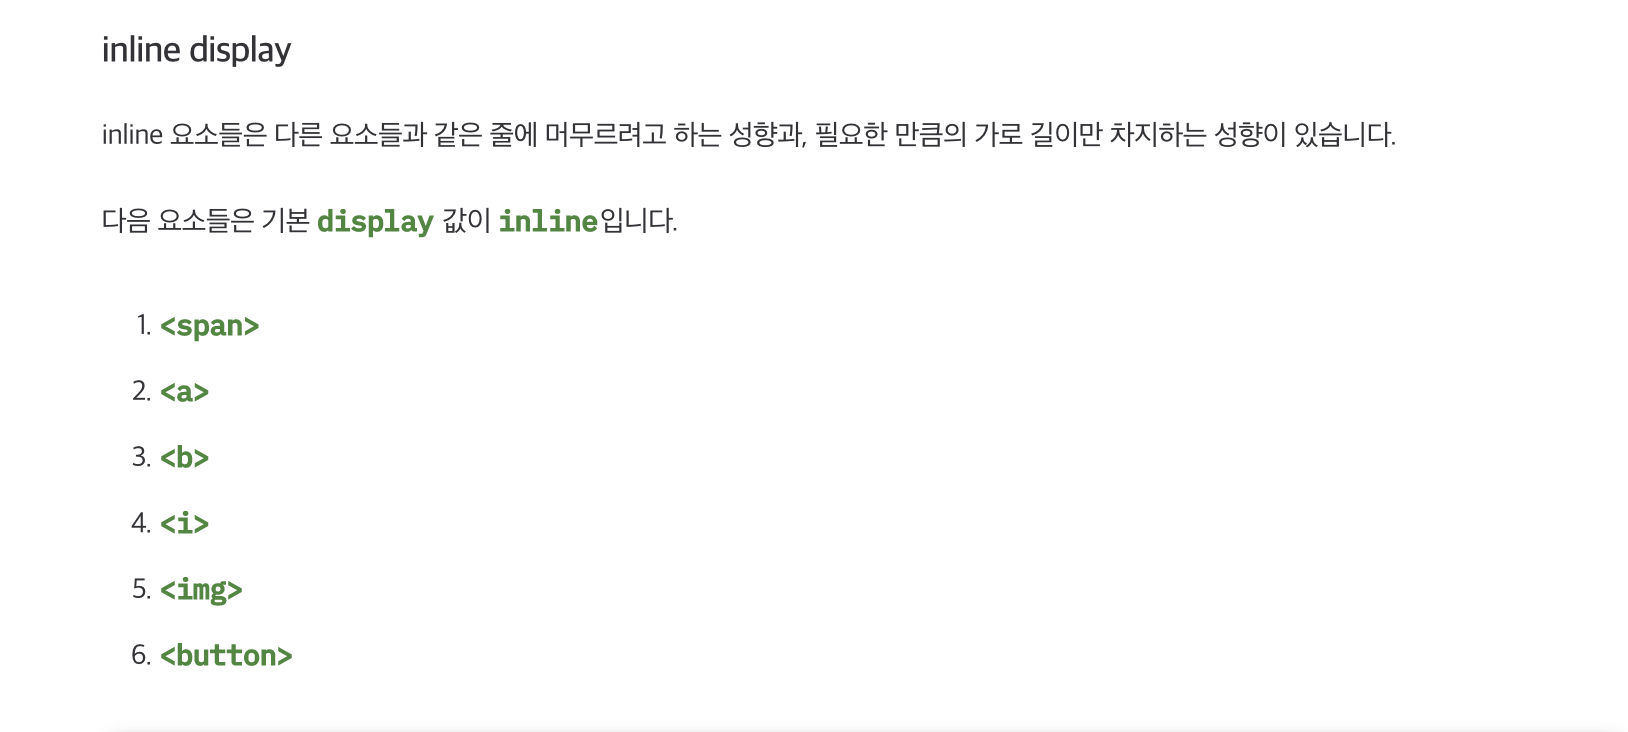 inline display
inline 요소들은 다른 요소들과 같은 줄에 머무르려고 하는 성향과, 필요한 만큼의 가로 길이만 차지하는 성향이 있습니다.
다음 요소들은 기본 display 값이 inline입니다.
1. <span>
2. <a>
3. <b>
4. <i>
5. <img>
6. <button>